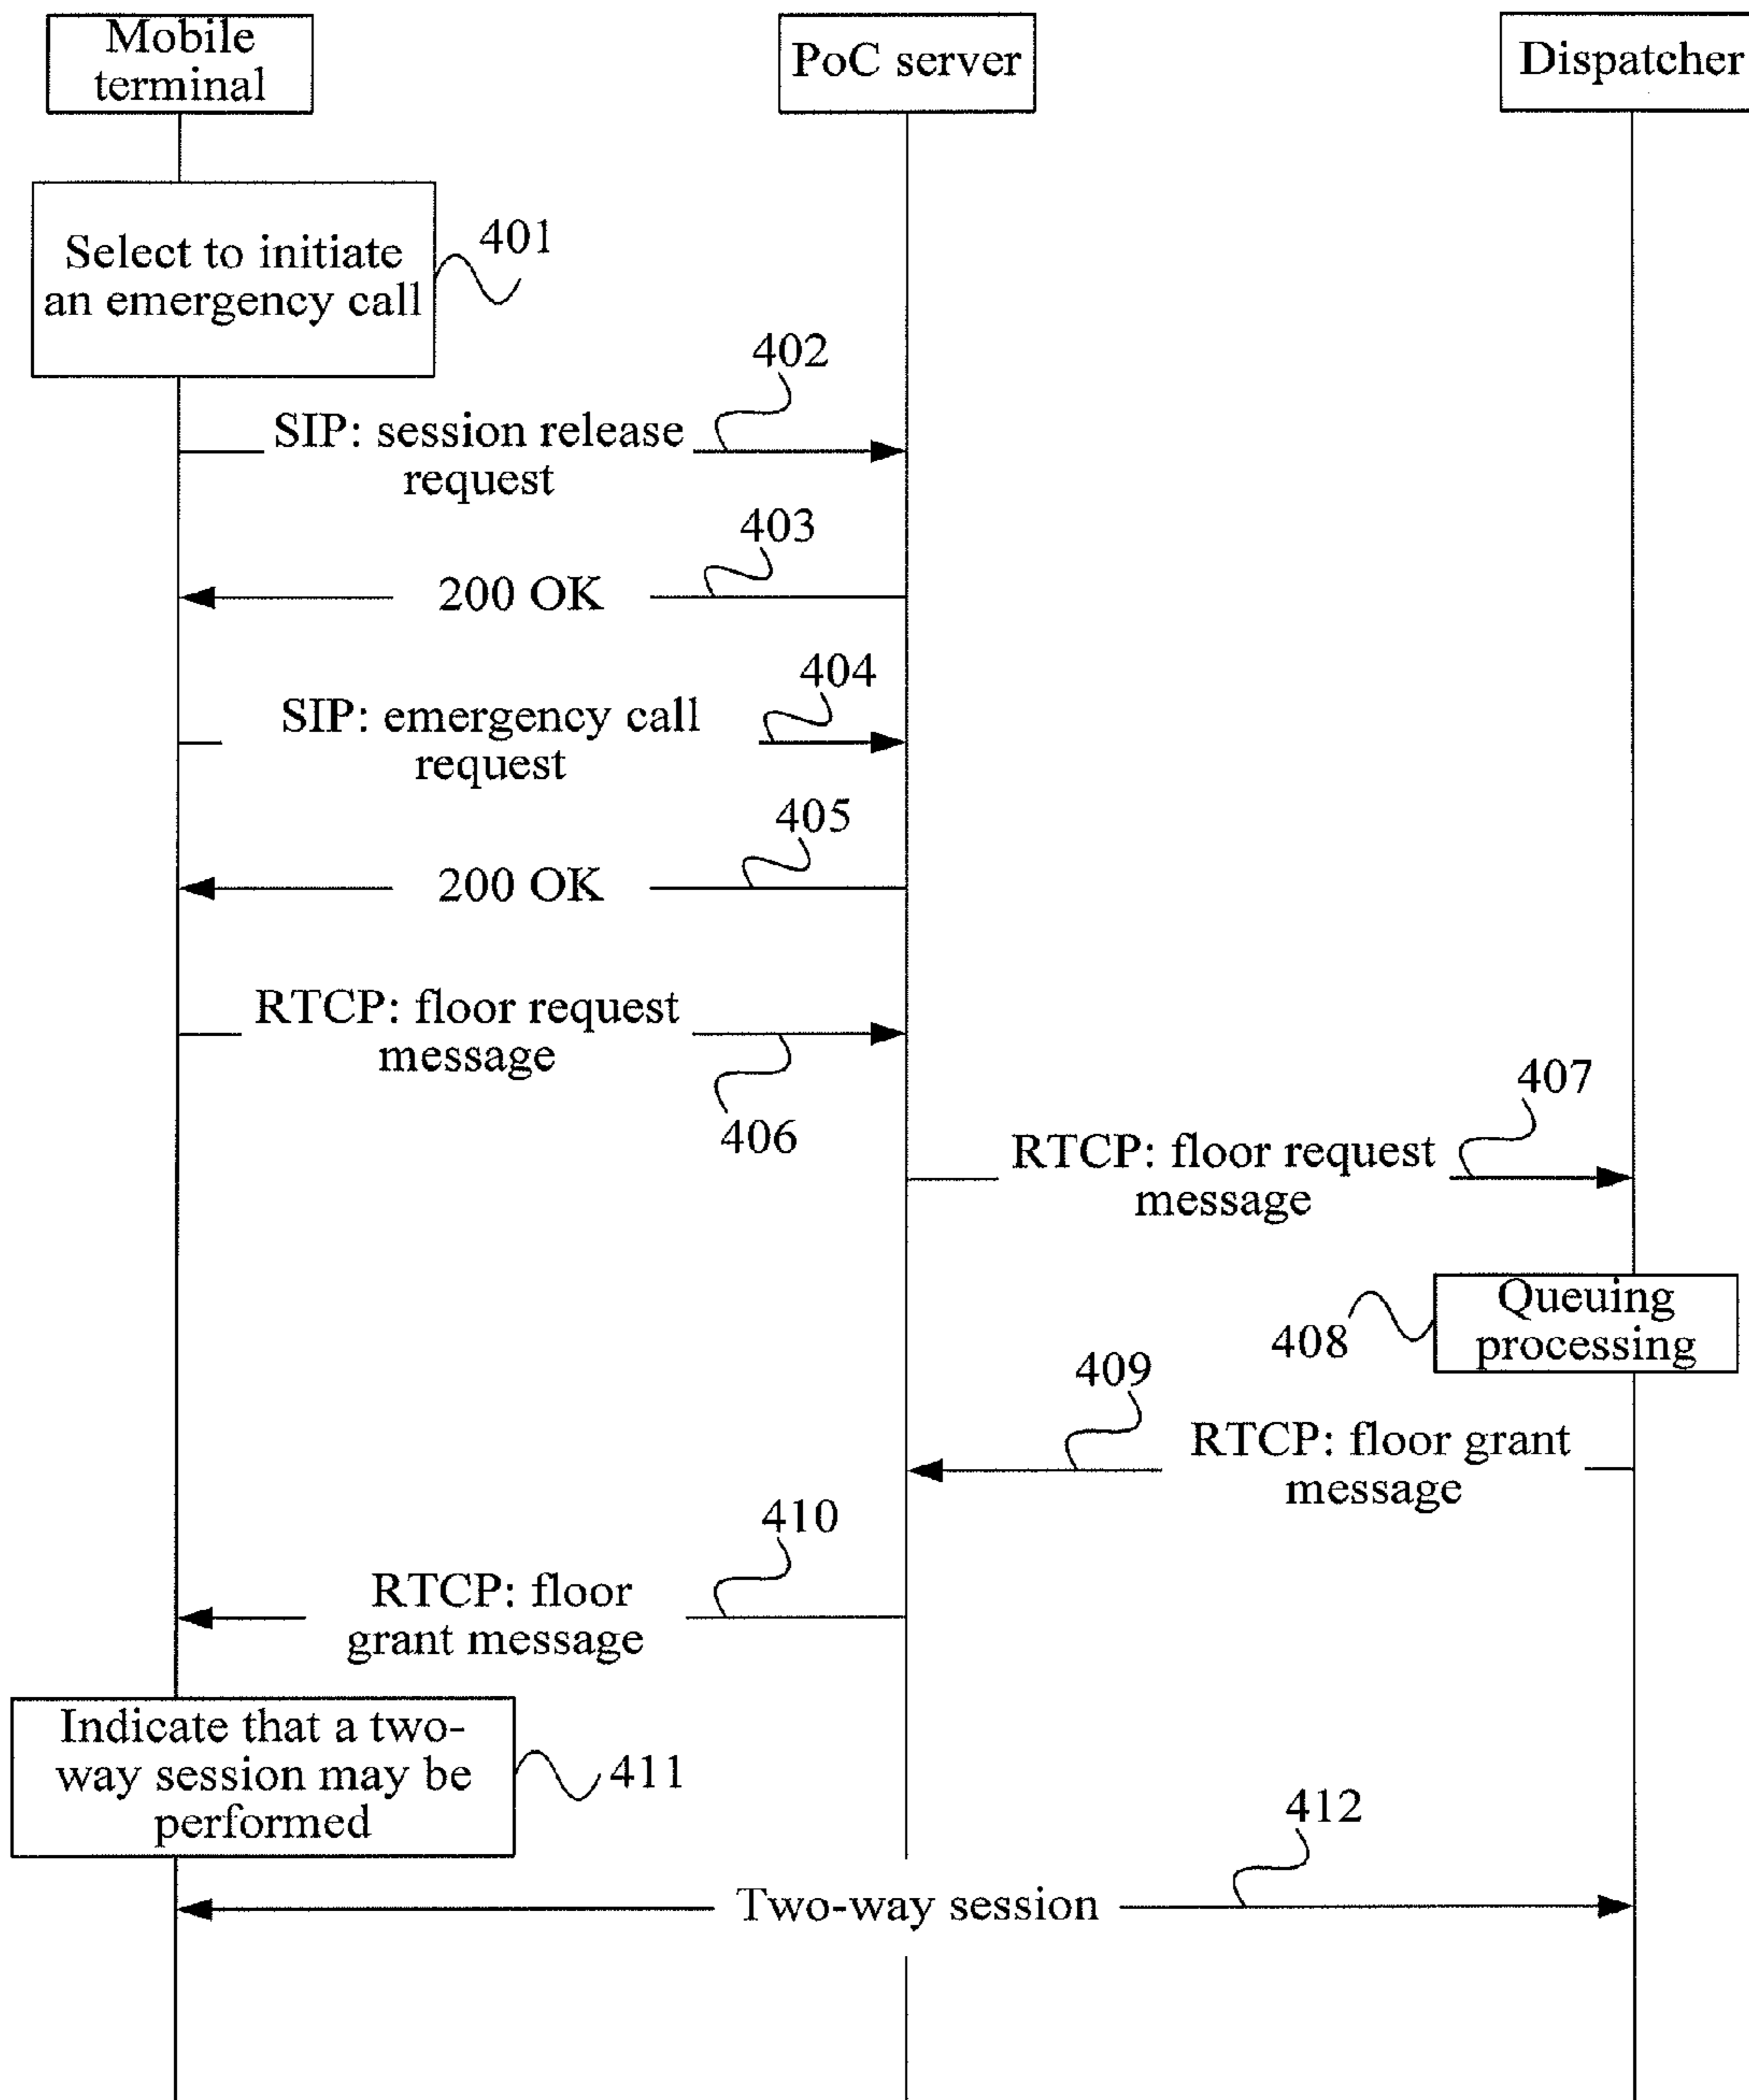 Mobile
terminal
PoC server
Dispatcher
Select to initiate
an emergency call
401
402
SIP: session release
request
403
200 OK
404
SIP: emergency call
request
405
200 OK
RTCP: floor request
message
406
407
RTCP: floor request
message
Queuing
processing
408
409
RTCP: floor grant
message
410
RTCP: floor
grant message
Indicate that a two-
way session may be
performed
411
412
Two-way session